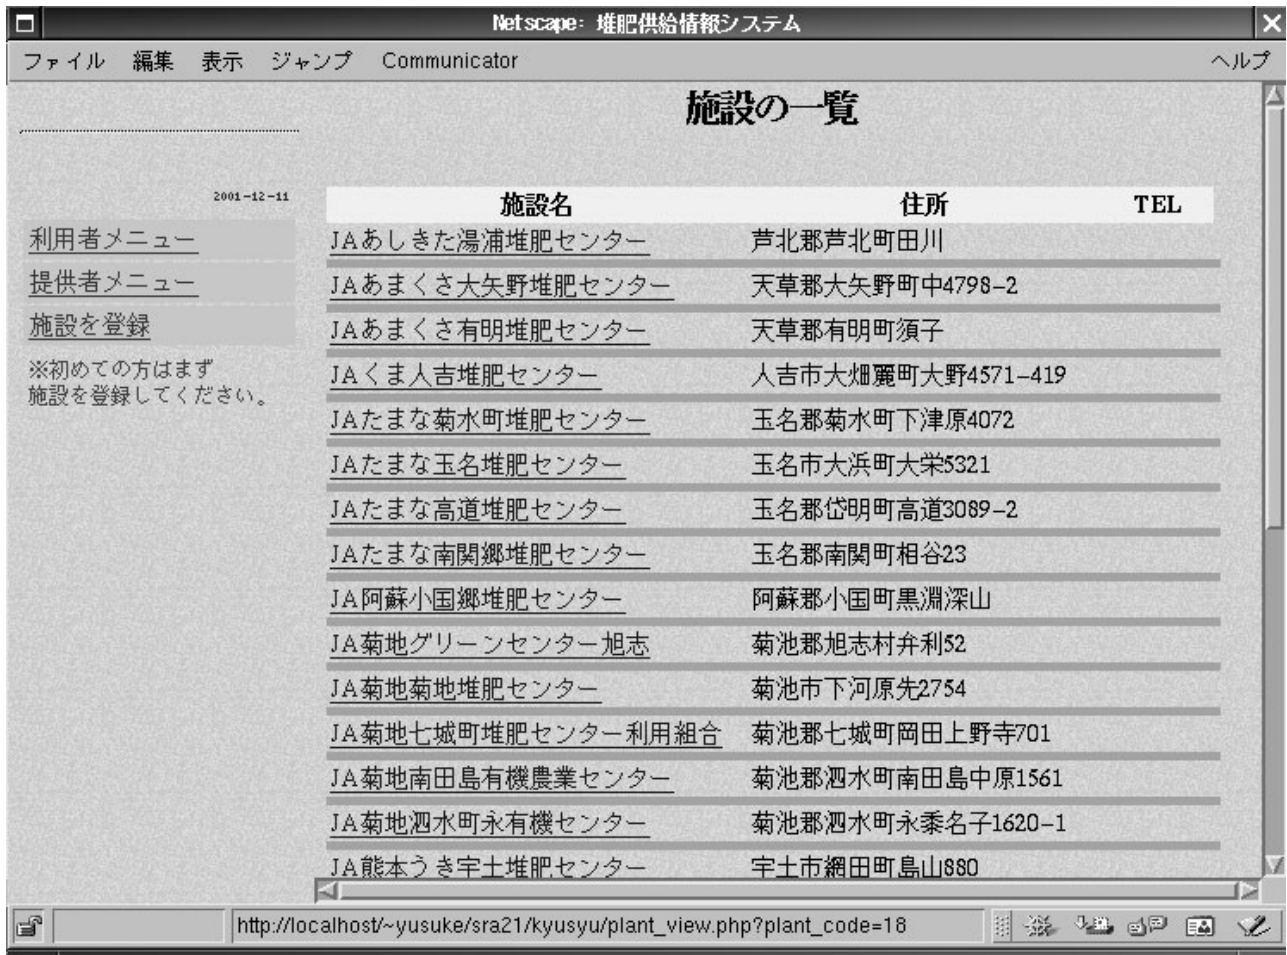 Netscape: 堆肥供給情報システム
ファイル 編集 表示 ジャンプ Communicator ヘルプ
施設の一覧
2001-12-11
利用者メニュー
提供者メニュー
施設を登録
※初めての方はまず
施設を登録してください。
施設名 住所 TEL
JAあしきた湯浦堆肥センター 芦北郡芦北町田川
JAあまくさ大矢野堆肥センター 天草郡大矢野町中4798-2
JAあまくさ有明堆肥センター 天草郡有明町須子
JAくま人吉堆肥センター 人吉市大畑麗町大野4571-419
JAたまな菊水町堆肥センター 玉名郡菊水町下津原4072
JAたまな玉名堆肥センター 玉名市大浜町大栄5321
JAたまな高道堆肥センター 玉名郡岱明町高道3089-2
JAたまな南関郷堆肥センター 玉名郡南関町相谷23
JA阿蘇小国郷堆肥センター 阿蘇郡小国町黒淵深山
JA菊地グリーンセンター旭志 菊池郡旭志村弁利52
JA菊地菊地堆肥センター 菊池市下河原先2754
JA菊地七城町堆肥センター利用組合 菊池郡七城町岡田上野寺701
JA菊地南田島有機農業センター 菊池郡泗水町南田島中原1561
JA菊地泗水町永有機センター 菊池郡泗水町永黍名子1620-1
JA熊本うき宇土堆肥センター 宇土市網田町島山880
http://localhost/~yusuke/sra21/kyusyu/plant_view.php?plant_code=18